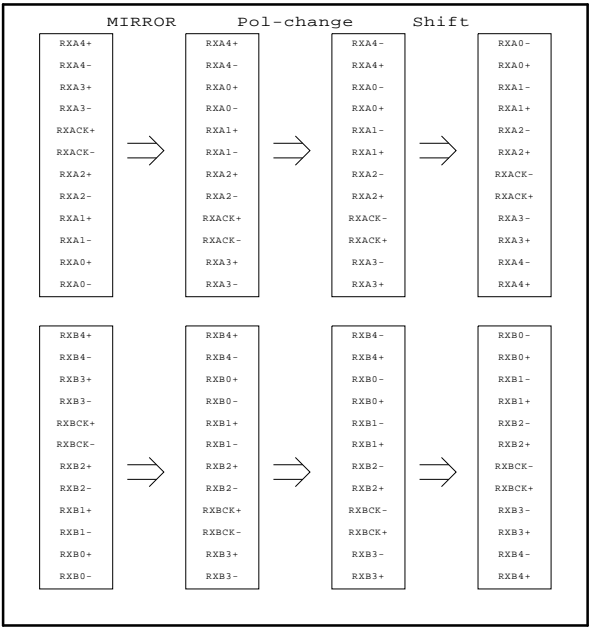 MIRROR Pol-change Shift
RXA4+ RXA4+ RXA4- RXA0-
RXA4- RXA4- RXA4+ RXA0+
RXA3+ RXA0+ RXA0- RXA1-
RXA3- RXA0- RXA0+ RXA1+
RXACK+ RXA1+ RXA1- RXA2-
RXACK- RXA1- RXA1+ RXA2+
RXA2+ RXA2+ RXA2- RXACK-
RXA2- RXA2- RXA2+ RXACK+
RXA1+ RXACK+ RXACK- RXA3-
RXA1- RXACK- RXACK+ RXA3+
RXA0+ RXA3+ RXA3- RXA4-
RXA0- RXA3- RXA3+ RXA4+
RXB4+ RXB4+ RXB4- RXB0-
RXB4- RXB4- RXB4+ RXB0+
RXB3+ RXB0+ RXB0- RXB1-
RXB3- RXB0- RXB0+ RXB1+
RXBCK+ RXB1+ RXB1- RXB2-
RXBCK- RXB1- RXB1+ RXB2+
RXB2+ RXB2+ RXB2- RXBCK-
RXB2- RXB2- RXB2+ RXBCK+
RXB1+ RXBCK+ RXBCK- RXB3-
RXB1- RXBCK- RXBCK+ RXB3+
RXB0+ RXB3+ RXB3- RXB4-
RXB0- RXB3- RXB3+ RXB4+